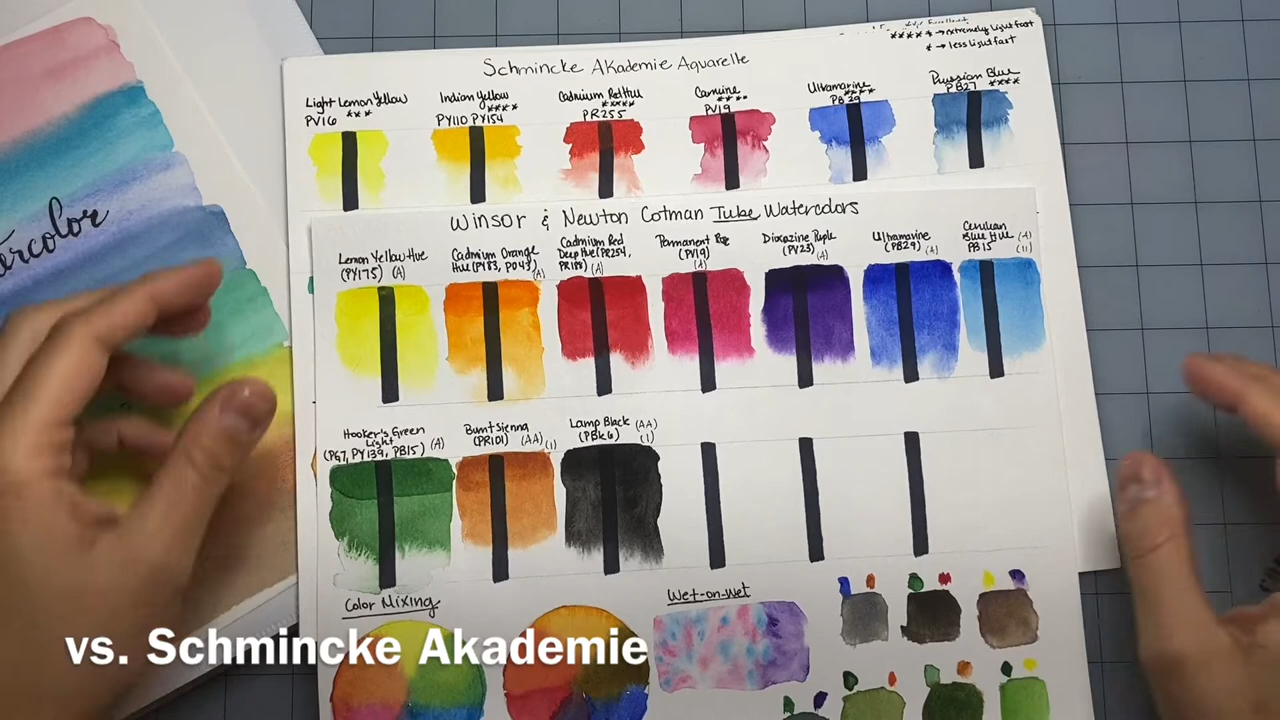 **** → extremely lightfast
* → less lightfast
Schmincke Akademie Aquarelle
Light Lemon Yellow
PV16 ***
Indian Yellow
****
PY110 PY154
Cadmium Red Hue
****
PR255
Carmine
****
PV19
Ultramarine
****
PB29
Prussian Blue
PB27 ****
ercolor
Winsor & Newton Cotman Tube Watercolors
Lemon Yellow Hue
(PY175) (A)
Cadmium Orange
Hue (PY83, PO43)
(A)
Cadmium Red
Deep Hue (PR254,
PR188) (A)
Permanent Rose
(PV19)
(A)
Dioxazine Purple
(PV23)
(A)
Ultramarine
(PB29) (A)
Cerulean
Blue Hue (A)
PB15 (II)
Hooker's Green
Light
(PG7, PY139, PB15) (A)
Burnt Sienna
(PR101) (AA) (I)
Lamp Black (AA)
(PBk6) (I)
Color Mixing
Wet-on-Wet
vs. Schmincke Akademie